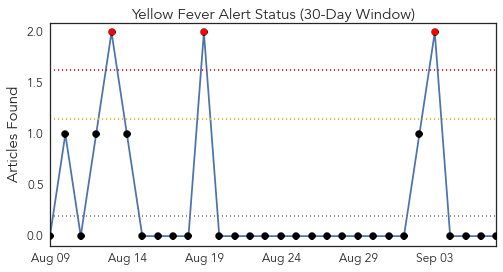 Yellow Fever Alert Status (30-Day Window)
Articles Found
2.0
1.5
1.0
0.5
0.0
Aug 09
Aug 14
Aug 19
Aug 24
Aug 29
Sep 03